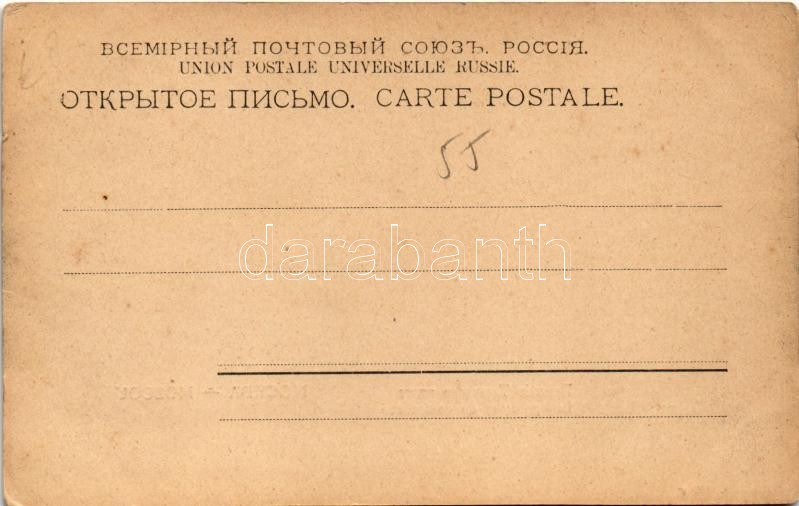 ВСЕМІРНЫЙ ПОЧТОВЫЙ СОЮЗЪ. РОССІЯ.
UNION POSTALE UNIVERSELLE RUSSIE.
ОТКРЫТОЕ ПИСЬМО. CARTE POSTALE.
55
darabanth